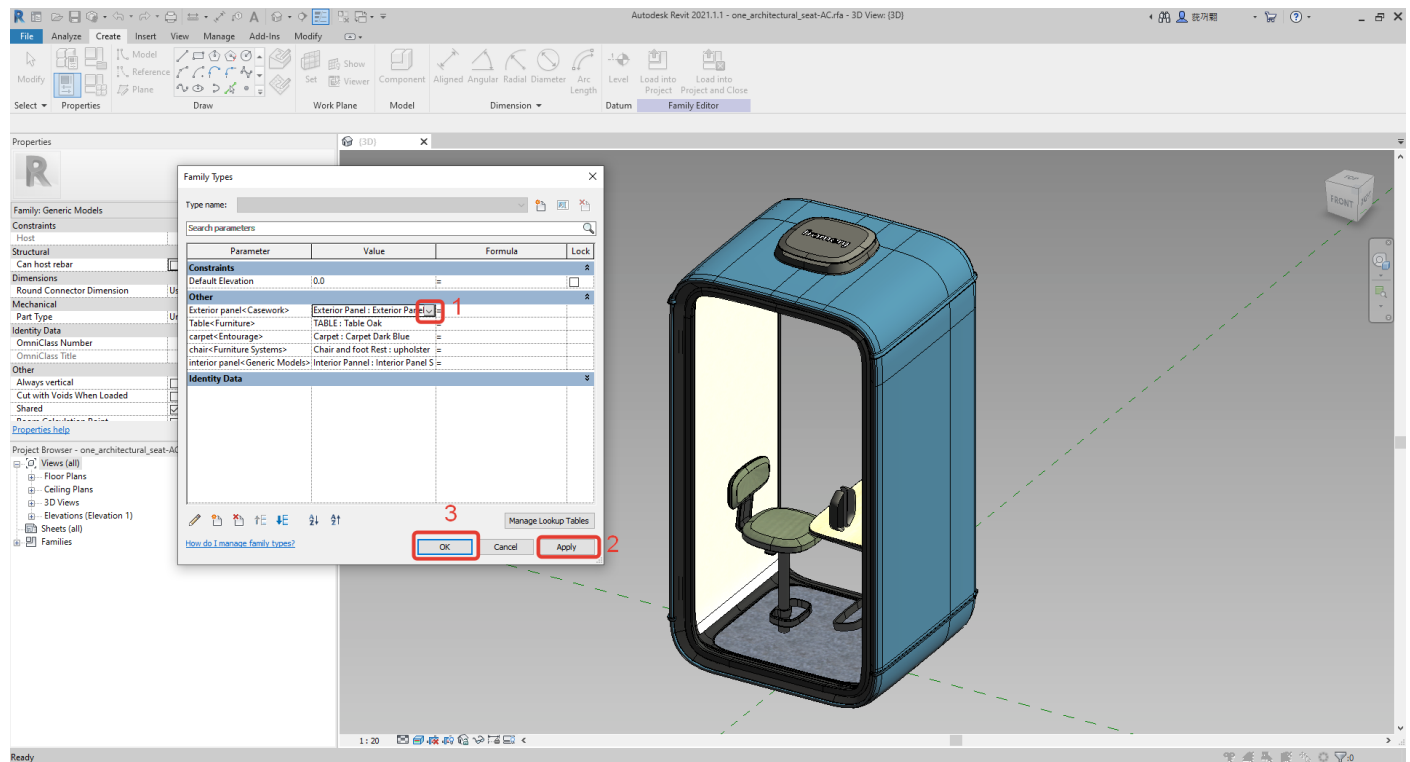 Autodesk Revit 2021.1.1 - one_architectural_seat-AC.rfa - 3D View: {3D}
File Analyze Create Insert View Manage Add-Ins Modify
Modify
Model
Reference
Plane
Set
Show
Viewer
Component
Aligned Angular Radial Diameter Arc Length
Level
Load into Project
Load into Project and Close
Select Properties Draw Work Plane Model Dimension Datum Family Editor
Properties
{3D}
Family: Generic Models
Constraints
Host
Structural
Can host rebar
Dimensions
Round Connector Dimension
Mechanical
Part Type
Identity Data
OmniClass Number
OmniClass Title
Other
Always vertical
Cut with Voids When Loaded
Shared
Properties help
Project Browser - one_architectural_seat-AC
Views (all)
Floor Plans
Ceiling Plans
3D Views
Elevations (Elevation 1)
Sheets (all)
Families
Family Types
Type name:
Search parameters
Parameter Value Formula Lock
Constraints
Default Elevation 0.0 =
Other
Exterior panel<Casework> Exterior Panel : Exterior Panel = 1
Table<Furniture> TABLE : Table Oak =
carpet<Entourage> Carpet : Carpet Dark Blue =
chair<Furniture Systems> Chair and foot Rest : upholster =
interior panel<Generic Models> Interior Pannel : Interior Panel S =
Identity Data
3
Manage Lookup Tables
How do I manage family types?
OK Cancel Apply 2
framery
TOP
FRONT
1 : 20
Ready
:0